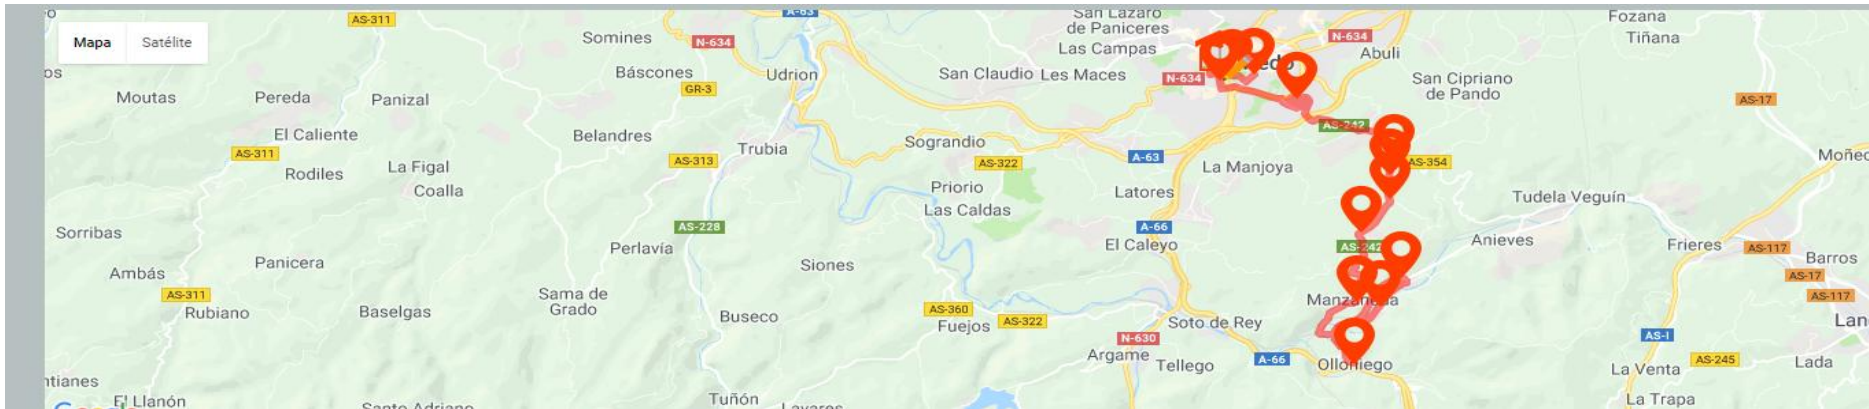 AS-311
A-63
San Lázaro
de Paniceres
Fozana
Tiñana
Mapa
Satélite
Somines
N-634
Las Campas
N-634
Abuli
Báscones
Udrion
San Claudio
Les Maces
N-634
San Cipriano
de Pando
Moutas
Pereda
Panizal
GR-3
AS-17
El Caliente
Belandres
Trubia
Sograndio
AS-242
AS-311
Rodiles
La Figal
Coalla
AS-313
AS-322
A-63
La Manjoya
AS-354
Priorio
Las Caldas
Latores
Tudela Veguín
Sorribas
AS-228
A-66
El Caleyo
AS-242
Anieves
Frieres
AS-117
Barros
Perlavía
Siones
Ambás
Panicera
AS-17
AS-311
Rubiano
Baselgas
Sama de
Grado
Buseco
AS-360
Fuejos
AS-322
Soto de Rey
AS-117
N-630
Argame
Tellego
A-66
Olloniego
AS-I
La Venta
AS-245
Lada
El Llanón
Tuñón
La Trapa